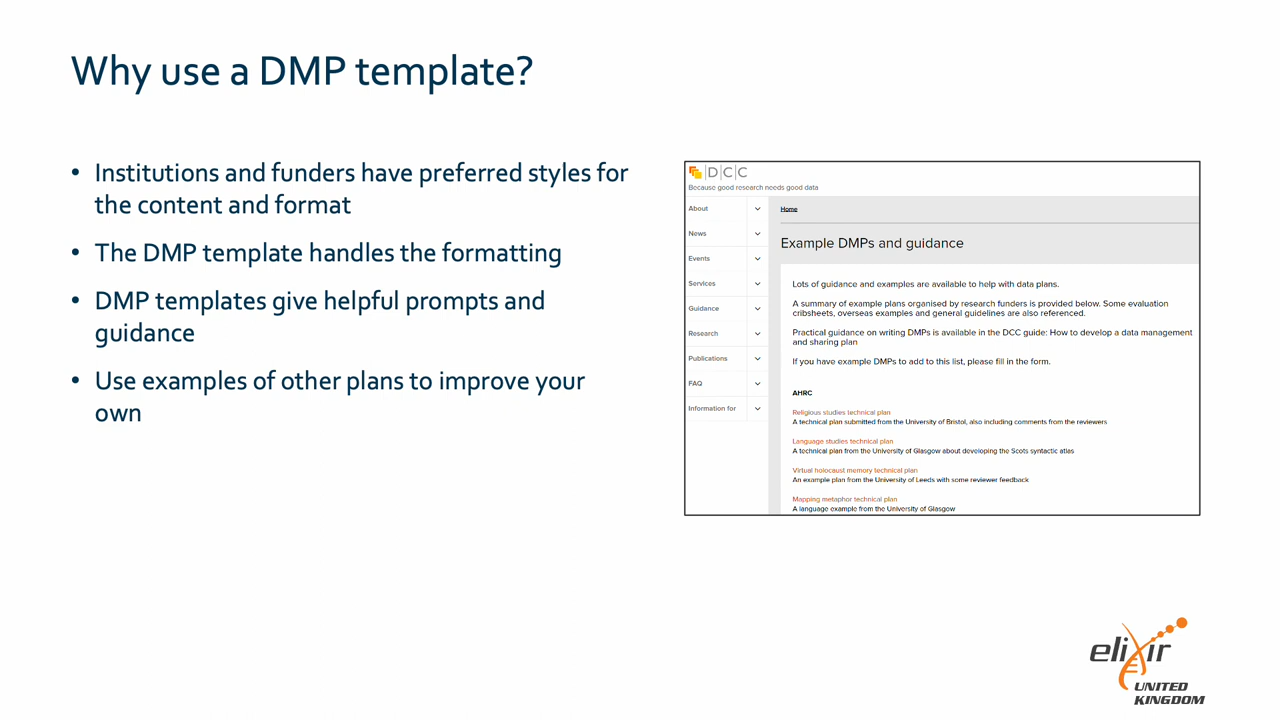 Why use a DMP template?
• Institutions and funders have preferred styles for
the content and format
• The DMP template handles the formatting
• DMP templates give helpful prompts and
guidance
• Use examples of other plans to improve your
own
|D|C|C
Because good research needs good data
About
News
Events
Services
Guidance
Research
Publications
FAQ
Information for
Home
Example DMPs and guidance
Lots of guidance and examples are available to help with data plans.
A summary of example plans organised by research funders is provided below. Some evaluation
cribsheets, overseas examples and general guidelines are also referenced.
Practical guidance on writing DMPs is available in the DCC guide: How to develop a data management
and sharing plan
If you have example DMPs to add to this list, please fill in the form.
AHRC
Religious studies technical plan
A technical plan submitted from the University of Bristol, also including comments from the reviewers
Language studies technical plan
A technical plan from the University of Glasgow about developing the Scots syntactic atlas
Virtual holocaust memory technical plan
An example plan from the University of Leeds with some reviewer feedback
Mapping metaphor technical plan
A language example from the University of Glasgow
elixir
UNITED
KINGDOM